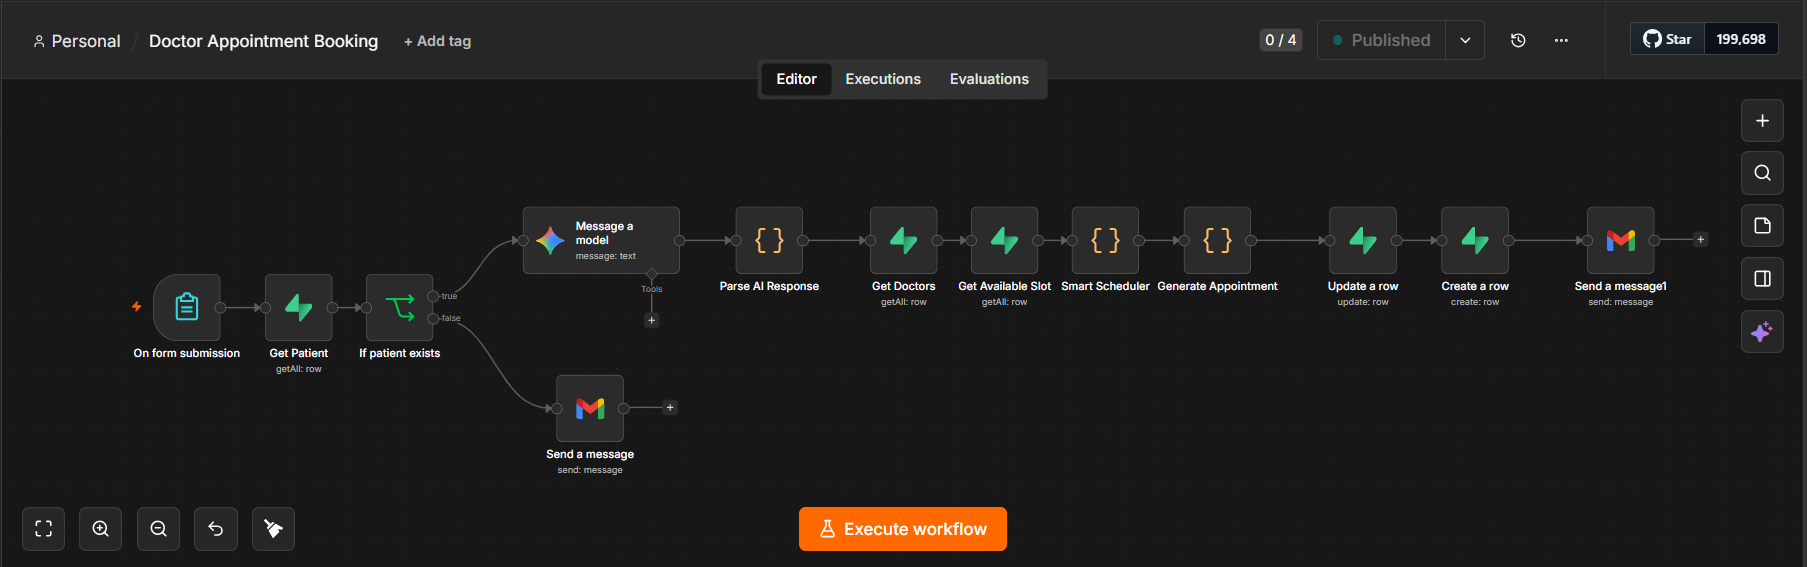 Personal / Doctor Appointment Booking + Add tag
0 / 4 Published
Star 199,698
Editor Executions Evaluations
Message a
model
message: text
Tools
Parse AI Response
Get Doctors
getAll: row
Get Available Slot
getAll: row
Smart Scheduler
Generate Appointment
Update a row
update: row
Create a row
create: row
Send a message1
send: message
true
false
On form submission
Get Patient
getAll: row
If patient exists
Send a message
send: message
Execute workflow